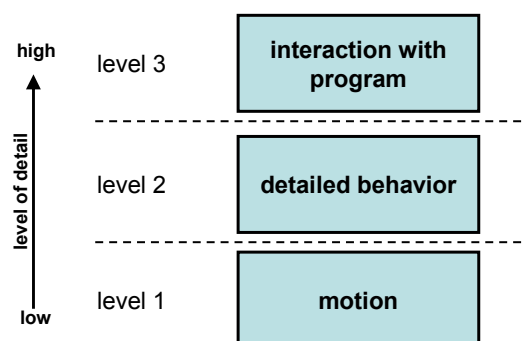 high
level 3
interaction with
program
level of detail
level 2
detailed behavior
level 1
motion
low